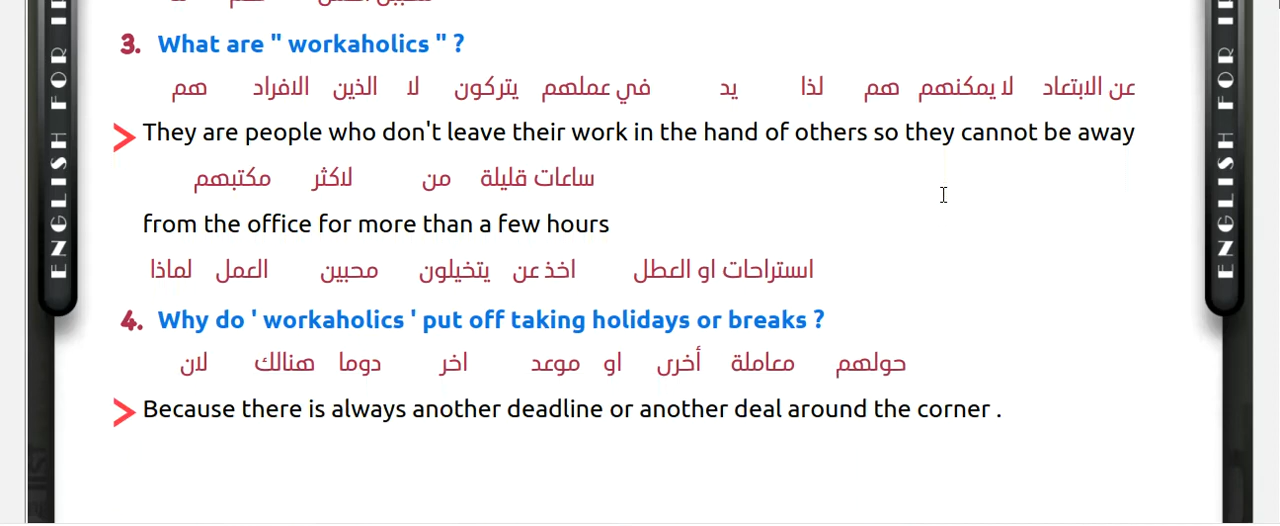 3. What are " workaholics " ?
هم الافراد الذين لا يتركون في عملهم يد لذا هم لا يمكنهم عن الابتعاد
They are people who don't leave their work in the hand of others so they cannot be away
مكتبهم لاكثر من ساعات قليلة
from the office for more than a few hours
لماذا العمل محبين يتخيلون اخذ عن استراحات او العطل
4. Why do ' workaholics ' put off taking holidays or breaks ?
لان هنالك دوما اخر موعد او أخرى معاملة حولهم
Because there is always another deadline or another deal around the corner .
ENGLISH FOR
ENGLISH FOR